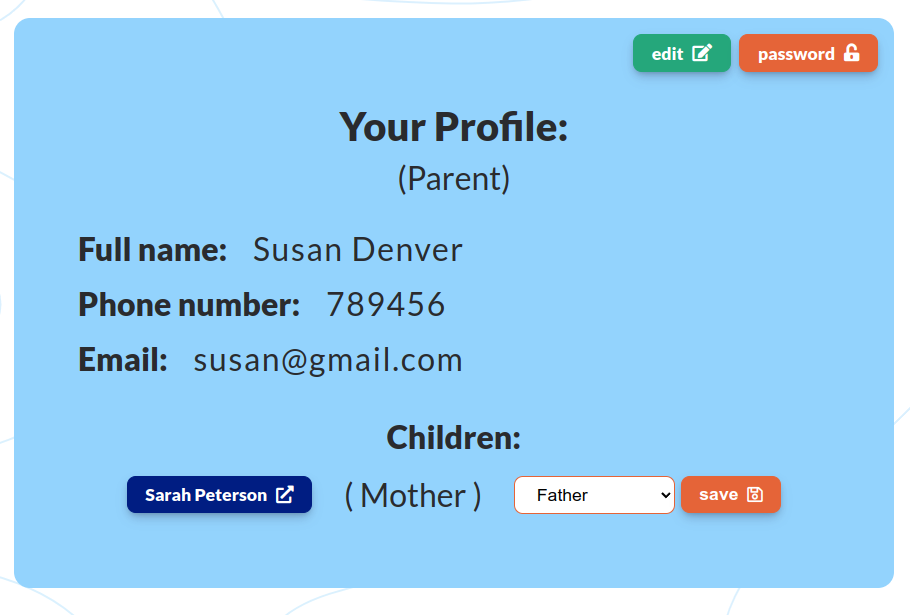 edit password
Your Profile:
(Parent)
Full name: Susan Denver
Phone number: 789456
Email: susan@gmail.com
Children:
Sarah Peterson ( Mother ) Father save